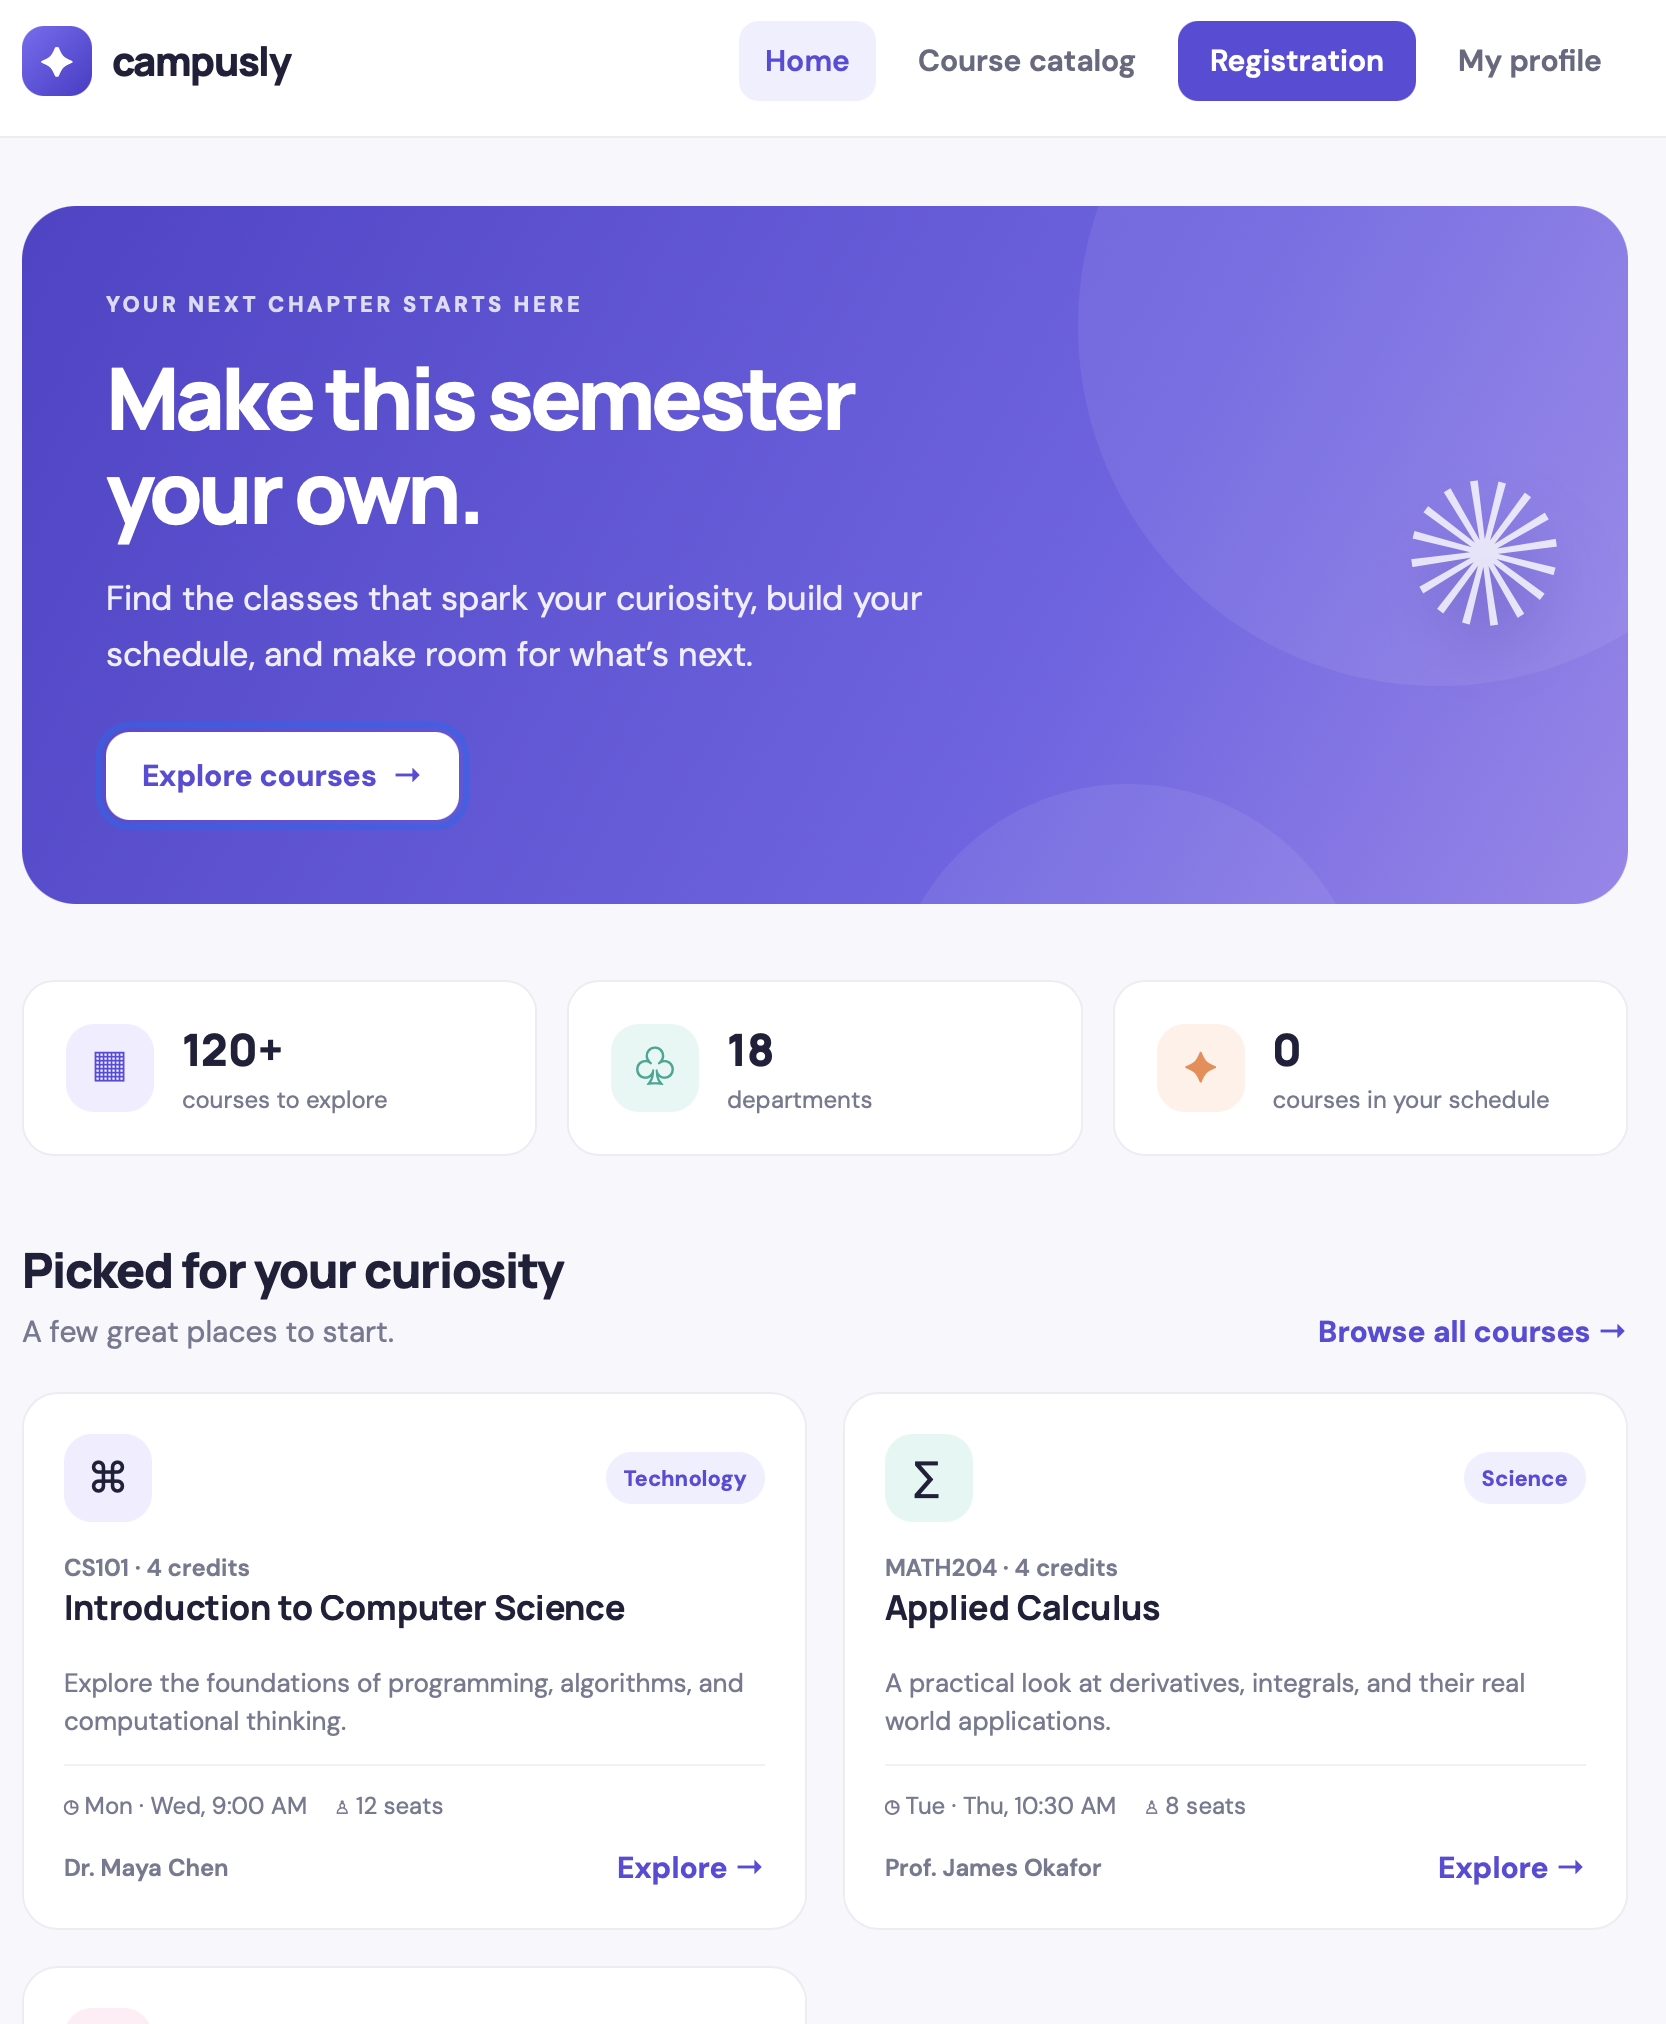 campusly
Home
Course catalog
Registration
My profile
YOUR NEXT CHAPTER STARTS HERE
Make this semester
your own.
Find the classes that spark your curiosity, build your
schedule, and make room for what’s next.
Explore courses →
120+
courses to explore
18
departments
0
courses in your schedule
Picked for your curiosity
A few great places to start.
Browse all courses →
⌘
Technology
CS101 · 4 credits
Introduction to Computer Science
Explore the foundations of programming, algorithms, and
computational thinking.
◷ Mon · Wed, 9:00 AM ♙ 12 seats
Dr. Maya Chen
Explore →
∑
Science
MATH204 · 4 credits
Applied Calculus
A practical look at derivatives, integrals, and their real
world applications.
◷ Tue · Thu, 10:30 AM ♙ 8 seats
Prof. James Okafor
Explore →